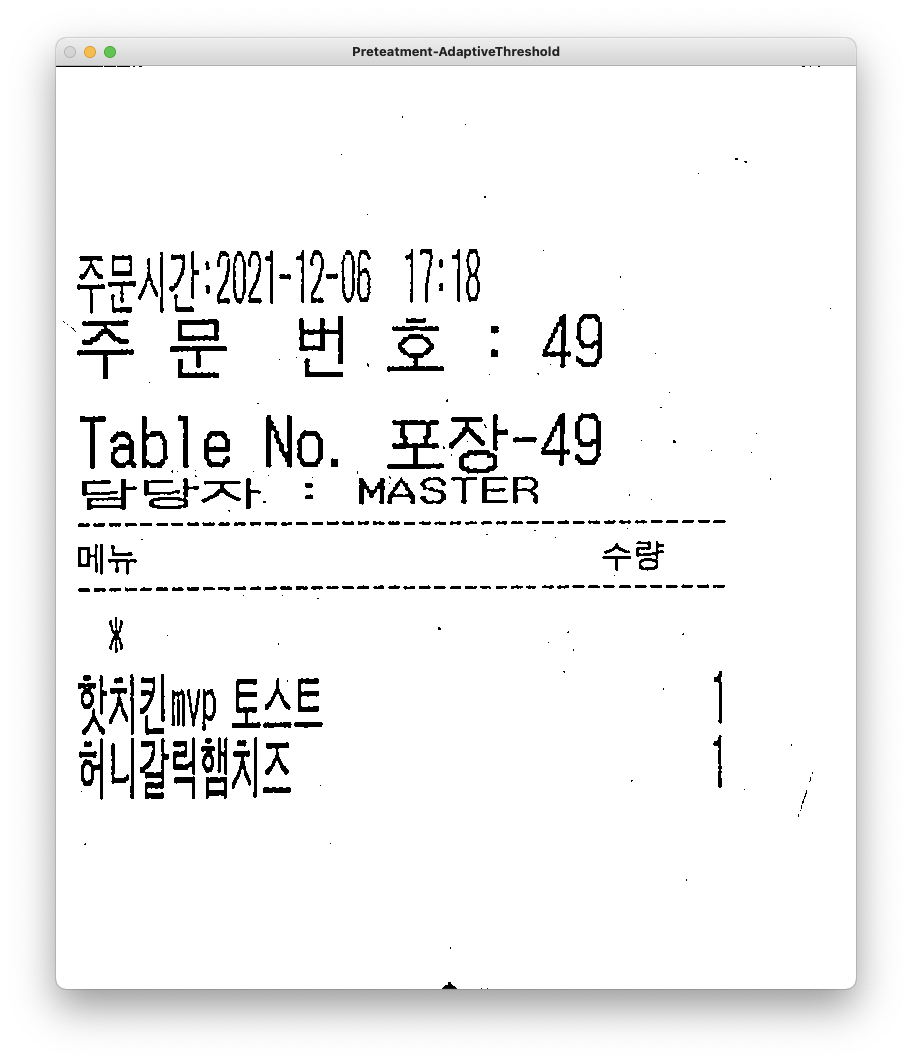 Preteatment-AdaptiveThreshold
주문시간:2021-12-06 17:18
주 문 번 호 : 49
Table No. 포장-49
담당자 : MASTER
--------------------------------------------------
메뉴 수량
--------------------------------------------------
*
핫치킨mvp 토스트 1
허니갈릭햄치즈 1